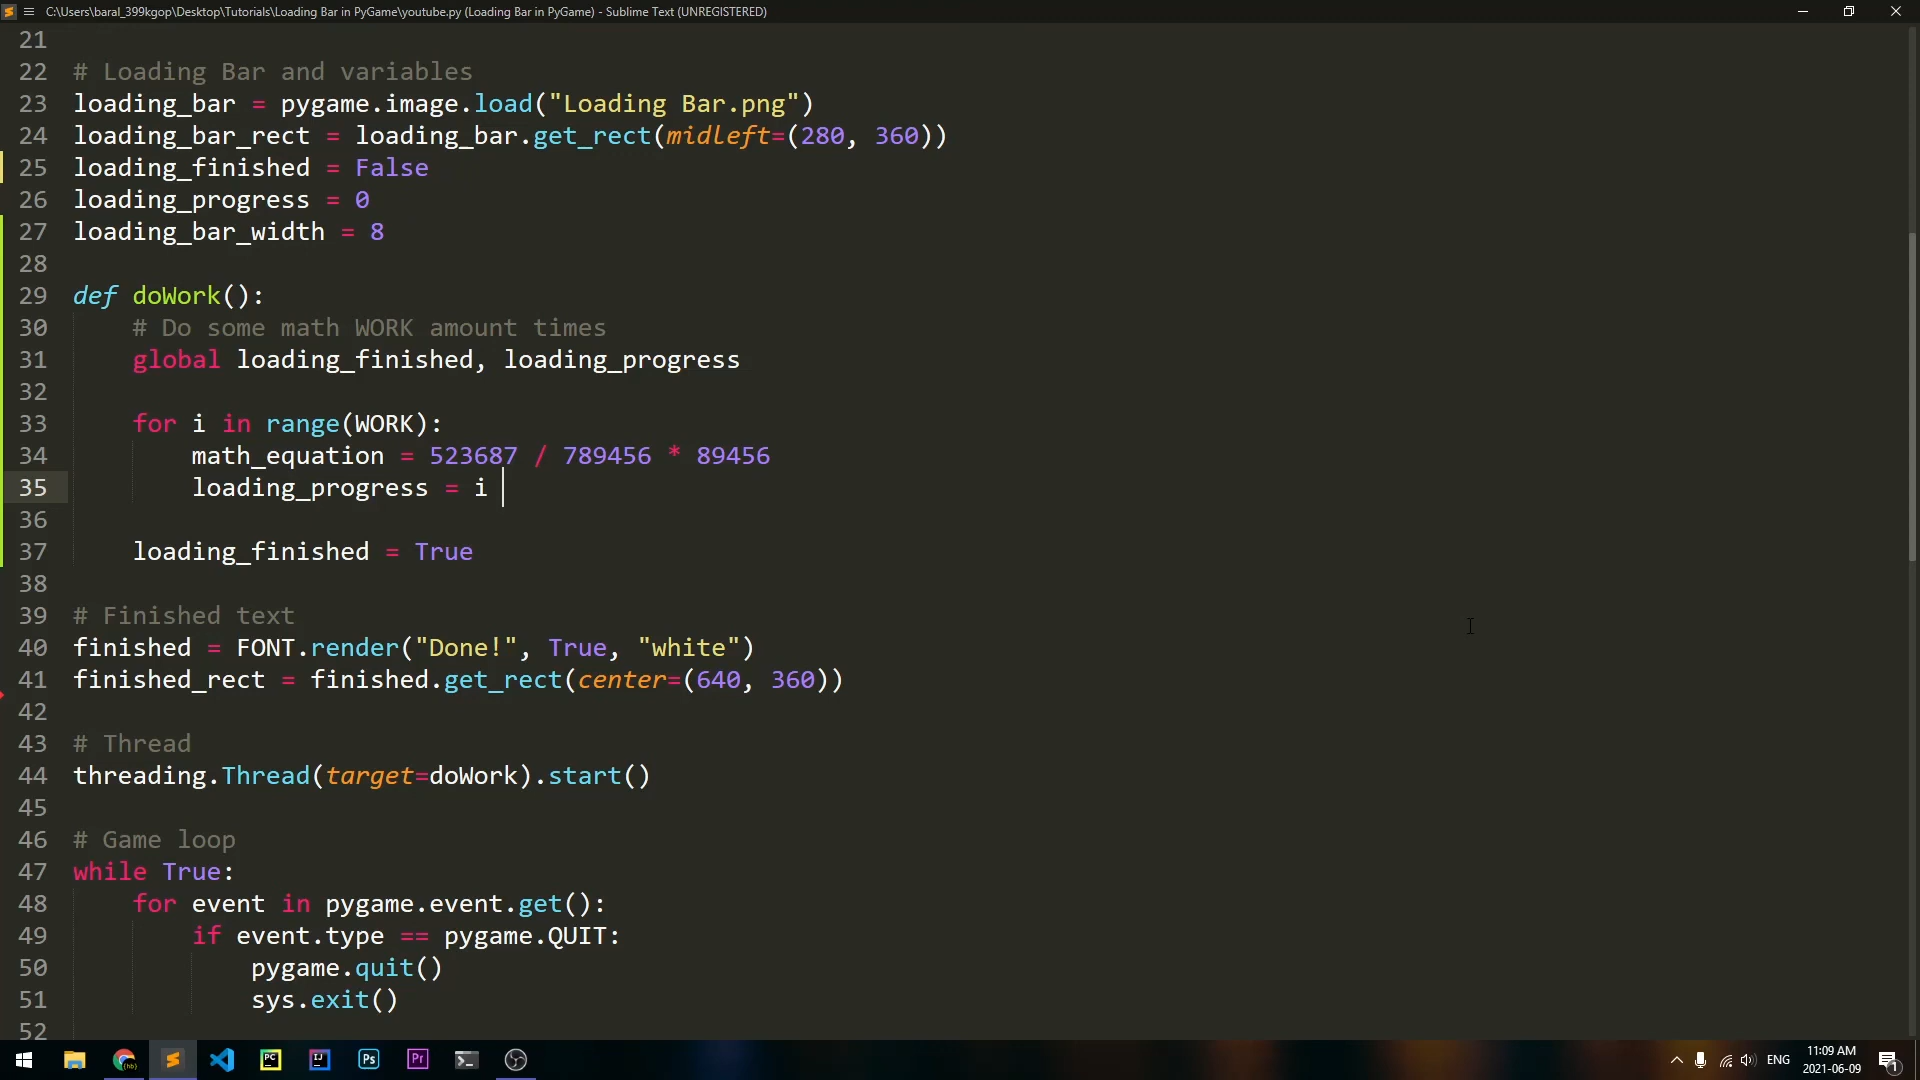 C:\Users\baral_399kgop\Desktop\Tutorials\Loading Bar in PyGame\youtube.py (Loading Bar in PyGame) - Sublime Text (UNREGISTERED)
21
22 # Loading Bar and variables
23 loading_bar = pygame.image.load("Loading Bar.png")
24 loading_bar_rect = loading_bar.get_rect(midleft=(280, 360))
25 loading_finished = False
26 loading_progress = 0
27 loading_bar_width = 8
28
29 def doWork():
30     # Do some math WORK amount times
31     global loading_finished, loading_progress
32
33     for i in range(WORK):
34         math_equation = 523687 / 789456 * 89456
35         loading_progress = i
36
37     loading_finished = True
38
39 # Finished text
40 finished = FONT.render("Done!", True, "white")
41 finished_rect = finished.get_rect(center=(640, 360))
42
43 # Thread
44 threading.Thread(target=doWork).start()
45
46 # Game loop
47 while True:
48     for event in pygame.event.get():
49         if event.type == pygame.QUIT:
50             pygame.quit()
51             sys.exit()
52
PC
IJ
Ps
Pr
ENG
11:09 AM
2021-06-09
1